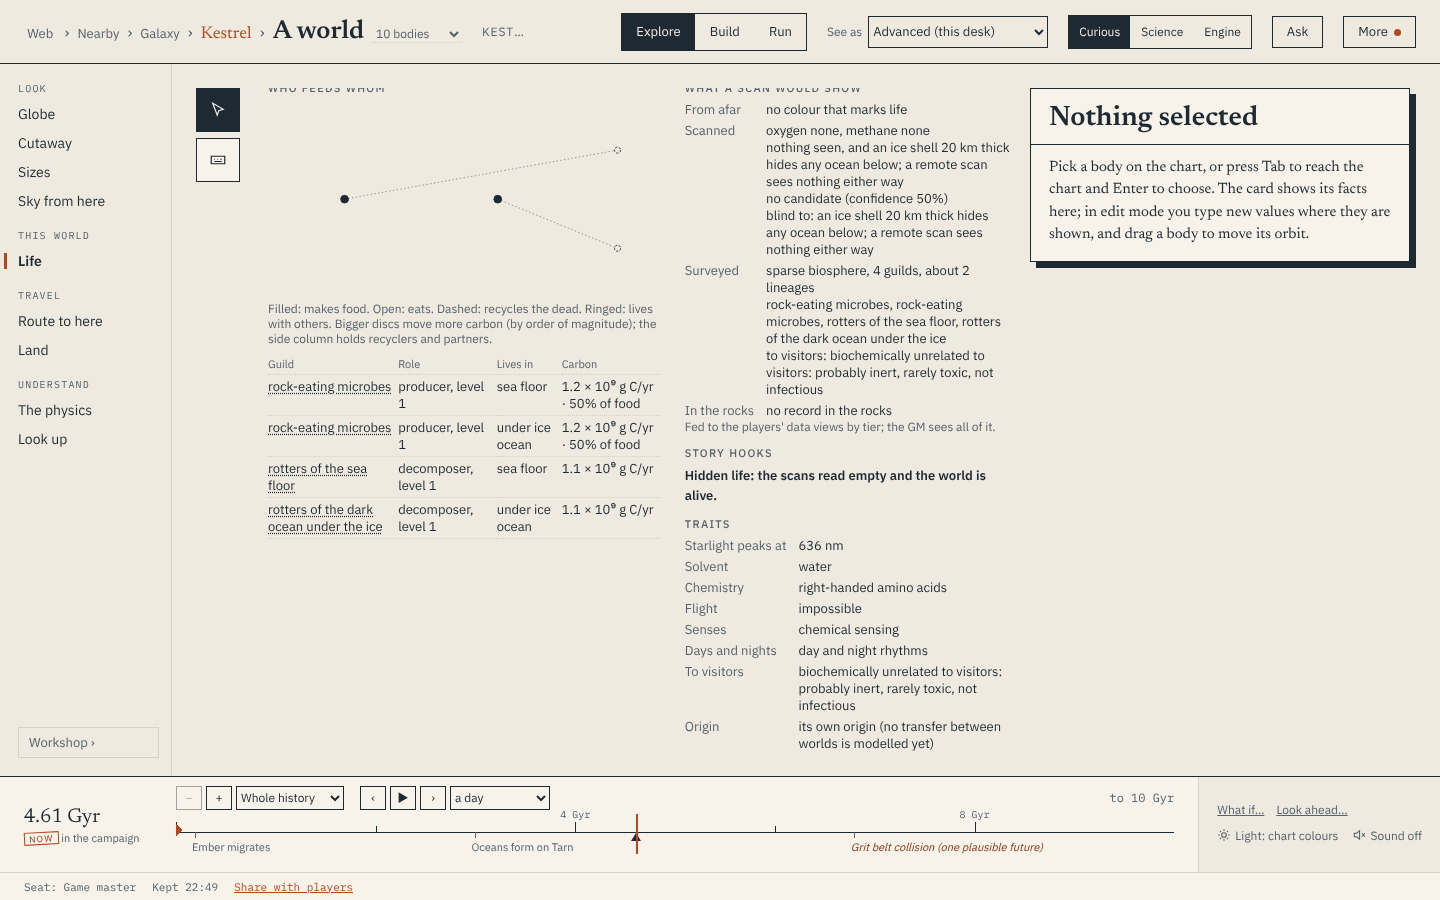 Web › Nearby › Galaxy › Kestrel › A world 10 bodies KEST…
Explore Build Run
See as Advanced (this desk)
Curious Science Engine
Ask
More
LOOK
Globe
Cutaway
Sizes
Sky from here
THIS WORLD
Life
TRAVEL
Route to here
Land
UNDERSTAND
The physics
Look up
Workshop ›
WHO FEEDS WHOM
Filled: makes food. Open: eats. Dashed: recycles the dead. Ringed: lives
with others. Bigger discs move more carbon (by order of magnitude); the
side column holds recyclers and partners.
Guild Role Lives in Carbon
rock-eating microbes producer, level sea floor 1.2 × 10⁹ g C/yr
1 · 50% of food
rock-eating microbes producer, level under ice 1.2 × 10⁹ g C/yr
1 ocean · 50% of food
rotters of the sea decomposer, sea floor 1.1 × 10⁹ g C/yr
floor level 1
rotters of the dark decomposer, under ice 1.1 × 10⁹ g C/yr
ocean under the ice level 1 ocean
WHAT A SCAN WOULD SHOW
From afar no colour that marks life
Scanned oxygen none, methane none
nothing seen, and an ice shell 20 km thick
hides any ocean below; a remote scan
sees nothing either way
no candidate (confidence 50%)
blind to: an ice shell 20 km thick hides
any ocean below; a remote scan sees
nothing either way
Surveyed sparse biosphere, 4 guilds, about 2
lineages
rock-eating microbes, rock-eating
microbes, rotters of the sea floor, rotters
of the dark ocean under the ice
to visitors: biochemically unrelated to
visitors: probably inert, rarely toxic, not
infectious
In the rocks no record in the rocks
Fed to the players' data views by tier; the GM sees all of it.
STORY HOOKS
Hidden life: the scans read empty and the world is
alive.
TRAITS
Starlight peaks at 636 nm
Solvent water
Chemistry right-handed amino acids
Flight impossible
Senses chemical sensing
Days and nights day and night rhythms
To visitors biochemically unrelated to visitors:
probably inert, rarely toxic, not
infectious
Origin its own origin (no transfer between
worlds is modelled yet)
Nothing selected
Pick a body on the chart, or press Tab to reach the
chart and Enter to choose. The card shows its facts
here; in edit mode you type new values where they are
shown, and drag a body to move its orbit.
4.61 Gyr
NOW in the campaign
− + Whole history ‹ ▶ › a day
to 10 Gyr
4 Gyr 8 Gyr
Ember migrates Oceans form on Tarn Grit belt collision (one plausible future)
What if… Look ahead…
Light: chart colours Sound off
Seat: Game master Kept 22:49 Share with players